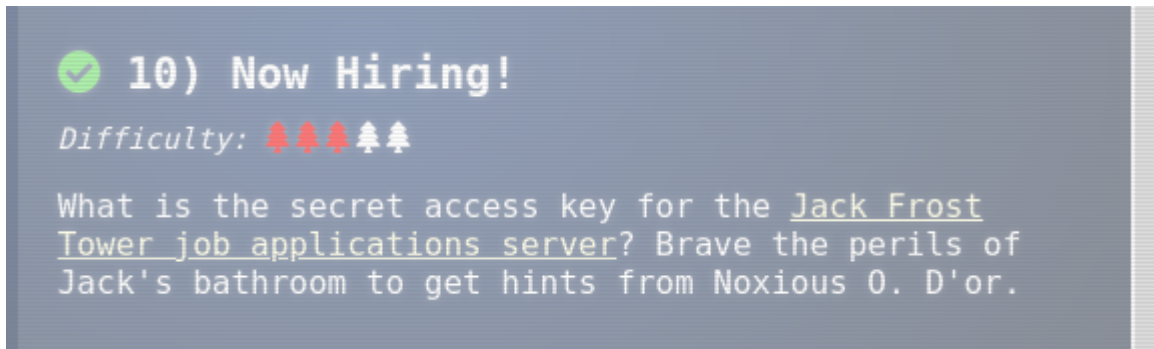 10) Now Hiring!
Difficulty:
What is the secret access key for the Jack Frost
Tower job applications server? Brave the perils of
Jack's bathroom to get hints from Noxious O. D'or.